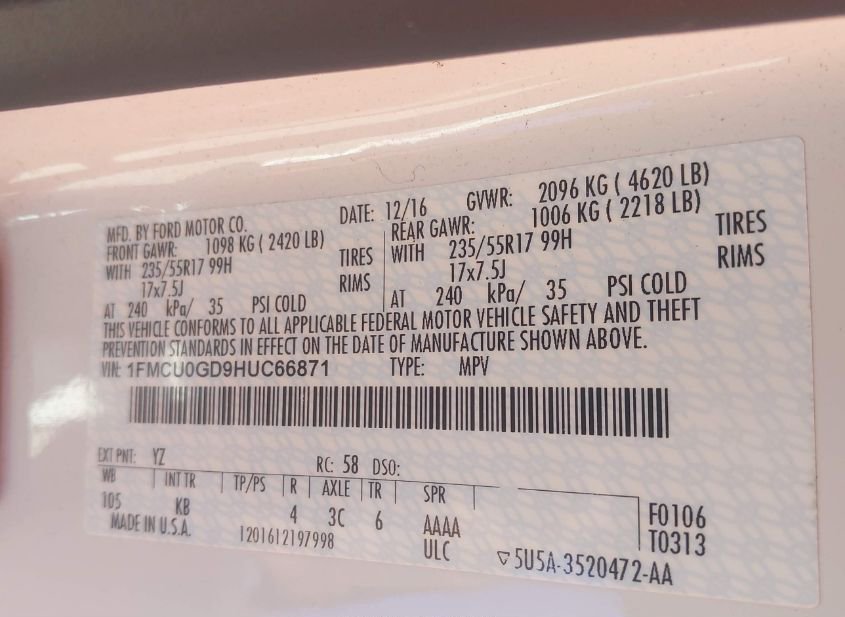 MFD. BY FORD MOTOR CO. DATE: 12/16 GVWR: 2096 KG ( 4620 LB)
FRONT GAWR: 1098 KG ( 2420 LB) REAR GAWR: 1006 KG ( 2218 LB)
WITH 235/55R17 99H TIRES WITH 235/55R17 99H TIRES
17x7.5J RIMS 17x7.5J RIMS
AT 240 kPa/ 35 PSI COLD AT 240 kPa/ 35 PSI COLD
THIS VEHICLE CONFORMS TO ALL APPLICABLE FEDERAL MOTOR VEHICLE SAFETY AND THEFT
PREVENTION STANDARDS IN EFFECT ON THE DATE OF MANUFACTURE SHOWN ABOVE.
VIN: 1FMCU0GD9HUC66871 TYPE: MPV
EXT PNT: YZ RC: 58 DSO:
WB INT TR TP/PS R AXLE TR SPR
105 KB 4 3C 6 AAAA F0106
MADE IN U.S.A. 1201612197998 ULC T0313
5U5A-3520472-AA